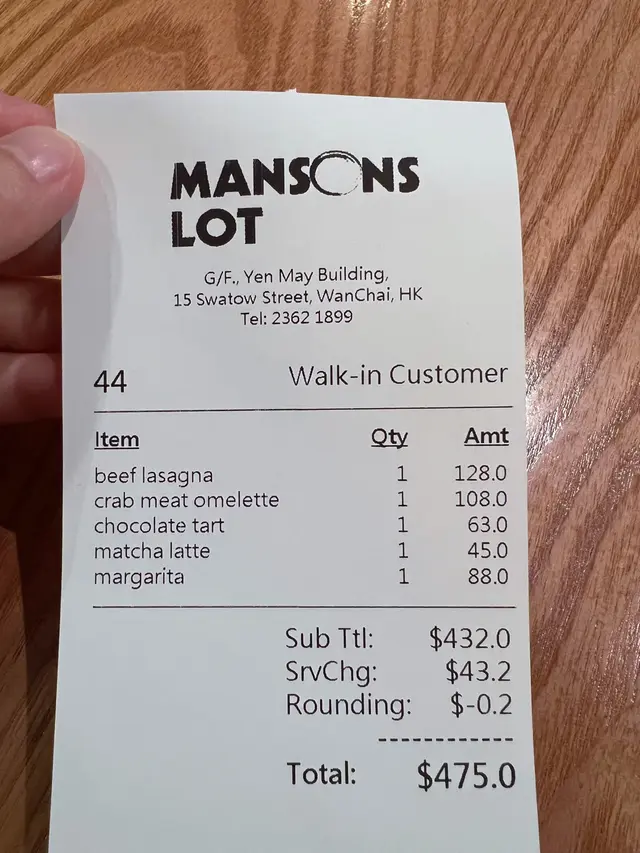 MANSONS
LOT
G/F., Yen May Building,
15 Swatow Street, WanChai, HK
Tel: 2362 1899
44 Walk-in Customer
Item Qty Amt
beef lasagna 1 128.0
crab meat omelette 1 108.0
chocolate tart 1 63.0
matcha latte 1 45.0
margarita 1 88.0
Sub Ttl: $432.0
SrvChg: $43.2
Rounding: $-0.2
------------
Total: $475.0